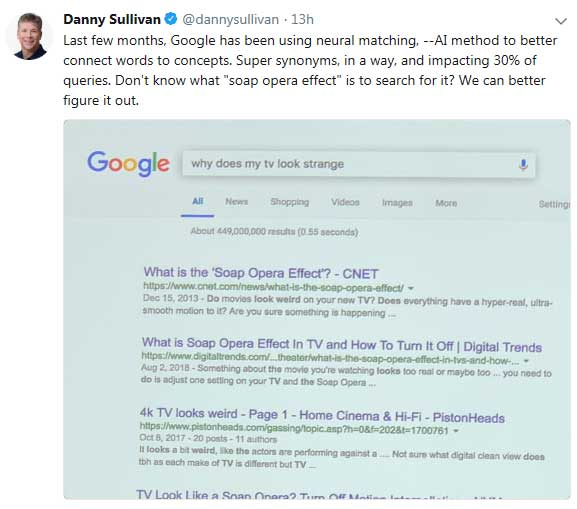 Danny Sullivan @dannysullivan · 13h
Last few months, Google has been using neural matching, --AI method to better
connect words to concepts. Super synonyms, in a way, and impacting 30% of
queries. Don't know what "soap opera effect" is to search for it? We can better
figure it out.
Google
why does my tv look strange
All News Shopping Videos Images More Settings
About 449,000,000 results (0.55 seconds)
What is the 'Soap Opera Effect'? - CNET
https://www.cnet.com/news/what-is-the-soap-opera-effect/
Dec 15, 2013 - Do movies look weird on your new TV? Does everything have a hyper-real, ultra-
smooth motion to it? Are you sure something is happening ...
What is Soap Opera Effect In TV and How To Turn It Off | Digital Trends
https://www.digitaltrends.com/...theater/what-is-the-soap-opera-effect-in-tvs-and-how-...
Aug 2, 2018 - Something about the movie you're watching looks too real or maybe too ... you need to
do is adjust one setting on your TV and the Soap Opera ...
4k TV looks weird - Page 1 - Home Cinema & Hi-Fi - PistonHeads
https://www.pistonheads.com/gassing/topic.asp?h=0&f=202&t=1700761
Oct 8, 2017 - 20 posts - 11 authors
It looks a bit weird, like the actors are performing against a .... Not sure what digital clean view does
tbh as each make of TV is different but TV ...
TV Look Like a Soap Opera? Turn Off Motion